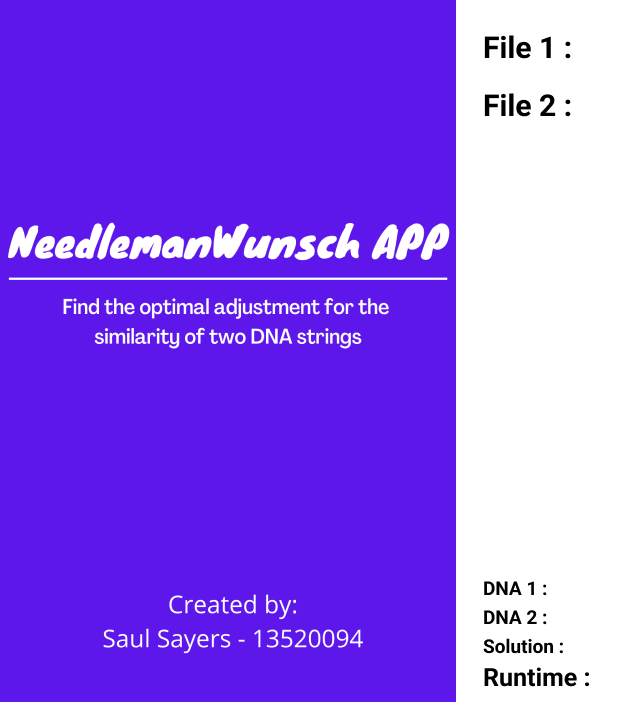 NeedlemanWunsch APP
Find the optimal adjustment for the
similarity of two DNA strings
Created by:
Saul Sayers - 13520094
File 1 :
File 2 :
DNA 1 :
DNA 2 :
Solution :
Runtime :